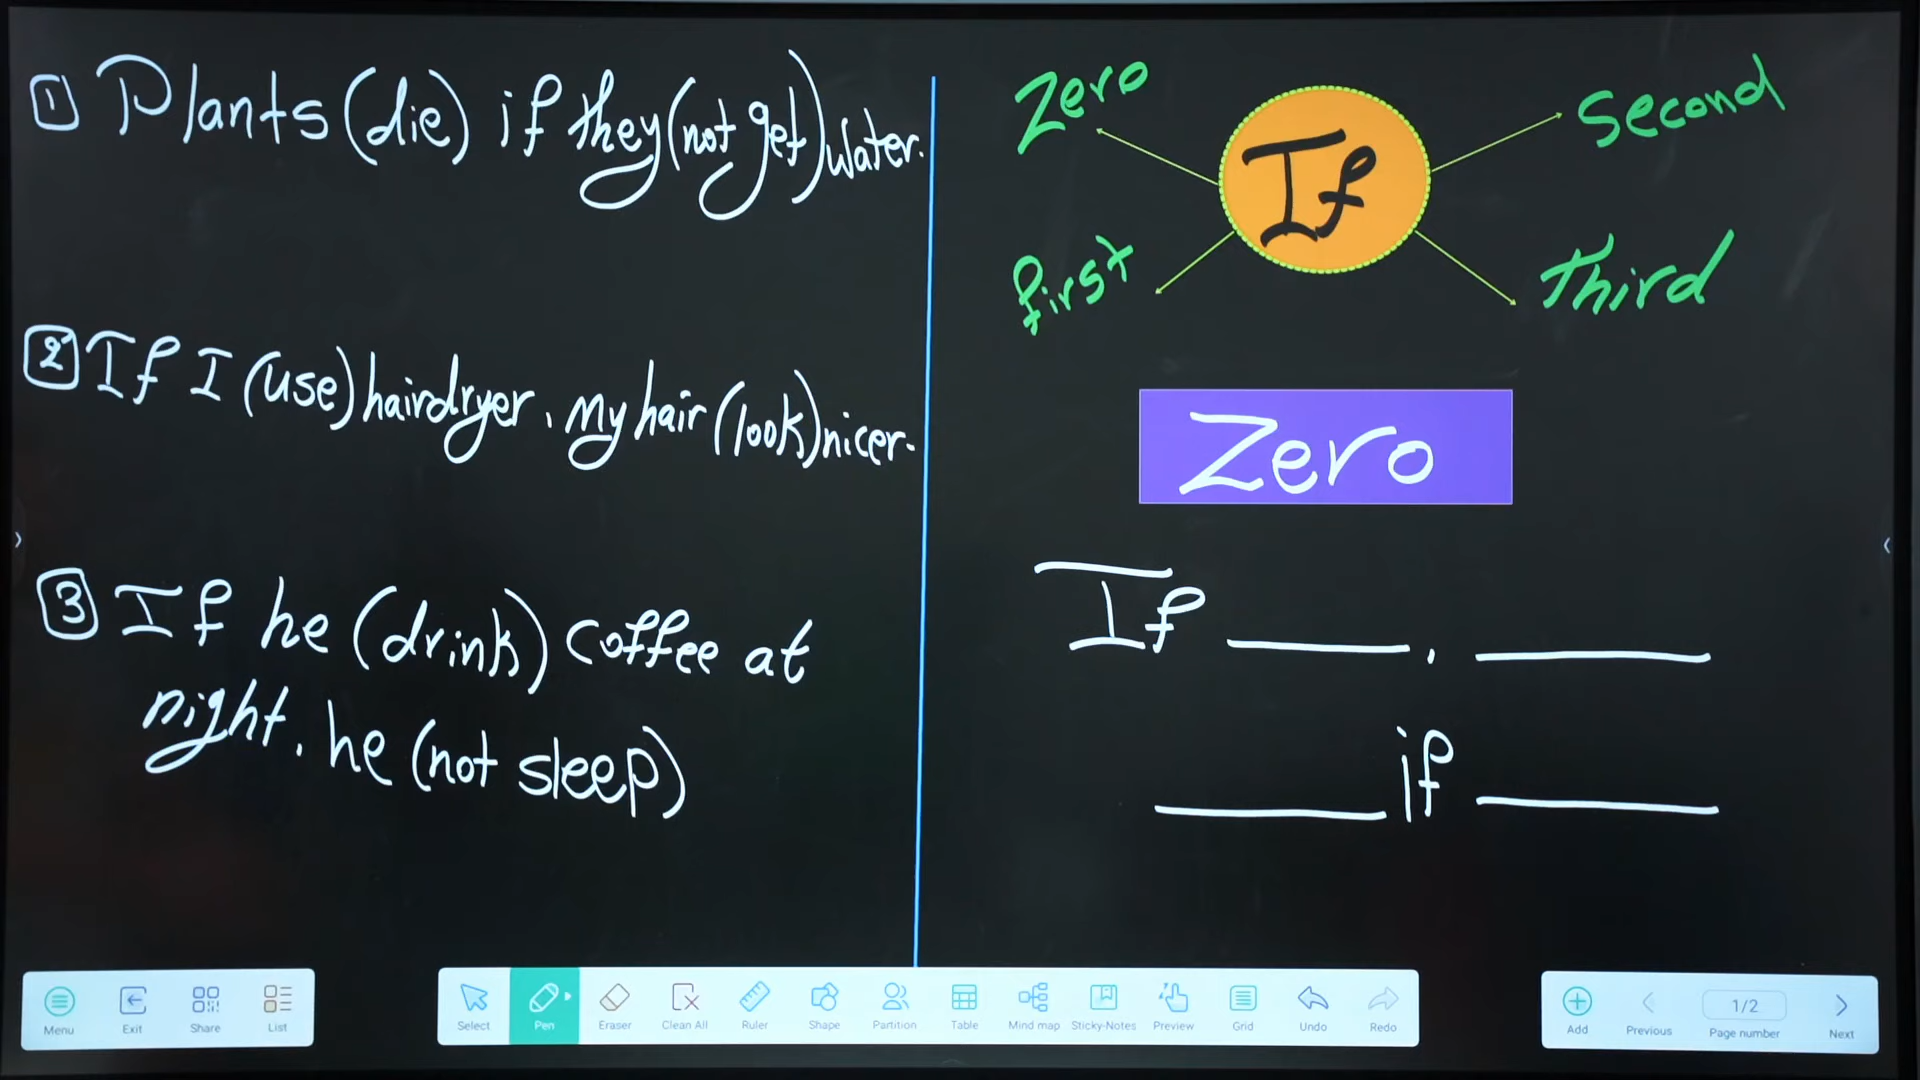 1 Plants (die) if they (not get) water.
2 If I (use) hairdryer, my hair (look) nicer.
3 If he (drink) coffee at
night, he (not sleep)
Zero
Second
If
first
third
Zero
If ____ , ____
____ if ____
Menu
Exit
Share
List
Select
Pen
Eraser
Clean All
Ruler
Shape
Partition
Table
Mind map
Sticky-Notes
Preview
Grid
Undo
Redo
Add
Previous
1/2
Page number
Next